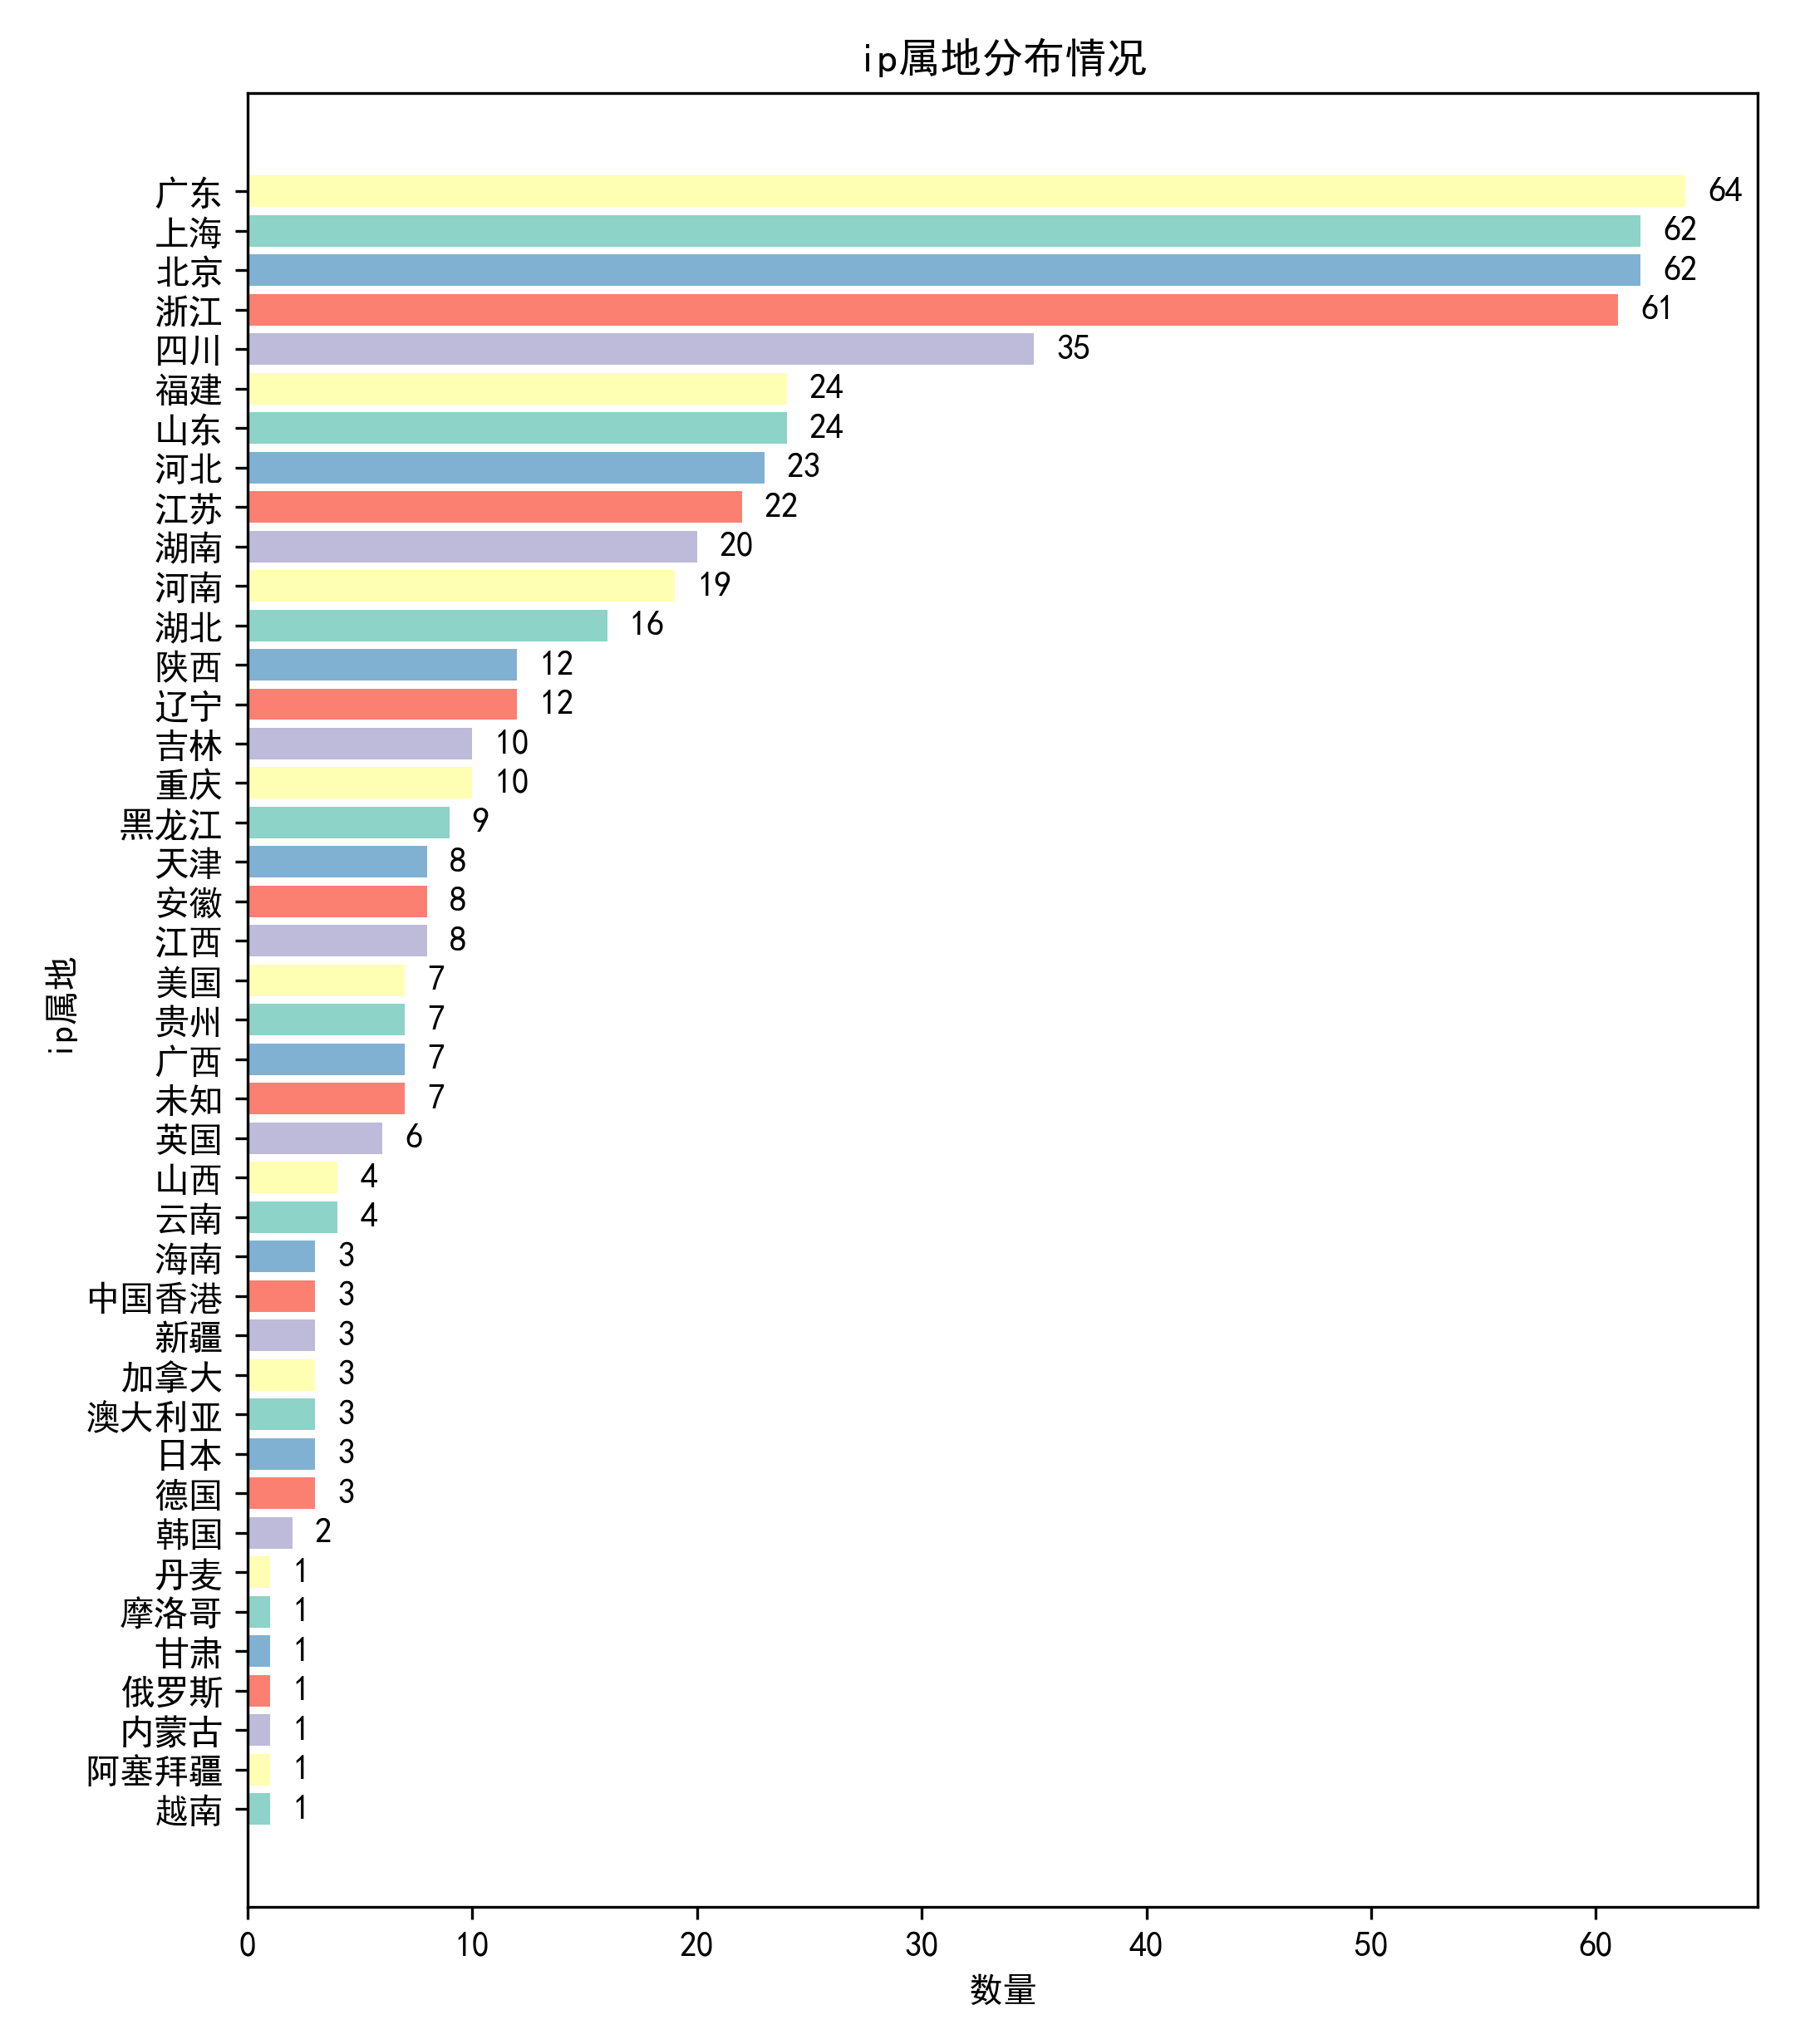 ip属地分布情况
广东 64
上海 62
北京 62
浙江 61
四川 35
福建 24
山东 24
河北 23
江苏 22
湖南 20
河南 19
湖北 16
陕西 12
辽宁 12
吉林 10
重庆 10
黑龙江 9
天津 8
安徽 8
江西 8
美国 7
贵州 7
广西 7
未知 7
英国 6
山西 4
云南 4
海南 3
中国香港 3
新疆 3
加拿大 3
澳大利亚 3
日本 3
德国 3
韩国 2
丹麦 1
摩洛哥 1
甘肃 1
俄罗斯 1
内蒙古 1
阿塞拜疆 1
越南 1
ip属地
0 10 20 30 40 50 60
数量